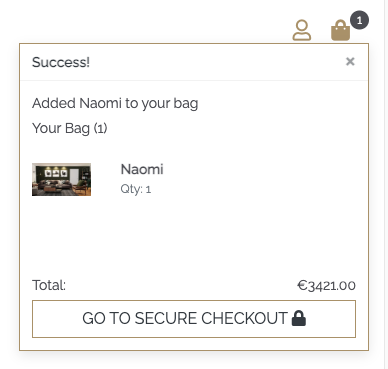 1
Success!
×
Added Naomi to your bag
Your Bag (1)
Naomi
Qty: 1
Total: €3421.00
GO TO SECURE CHECKOUT